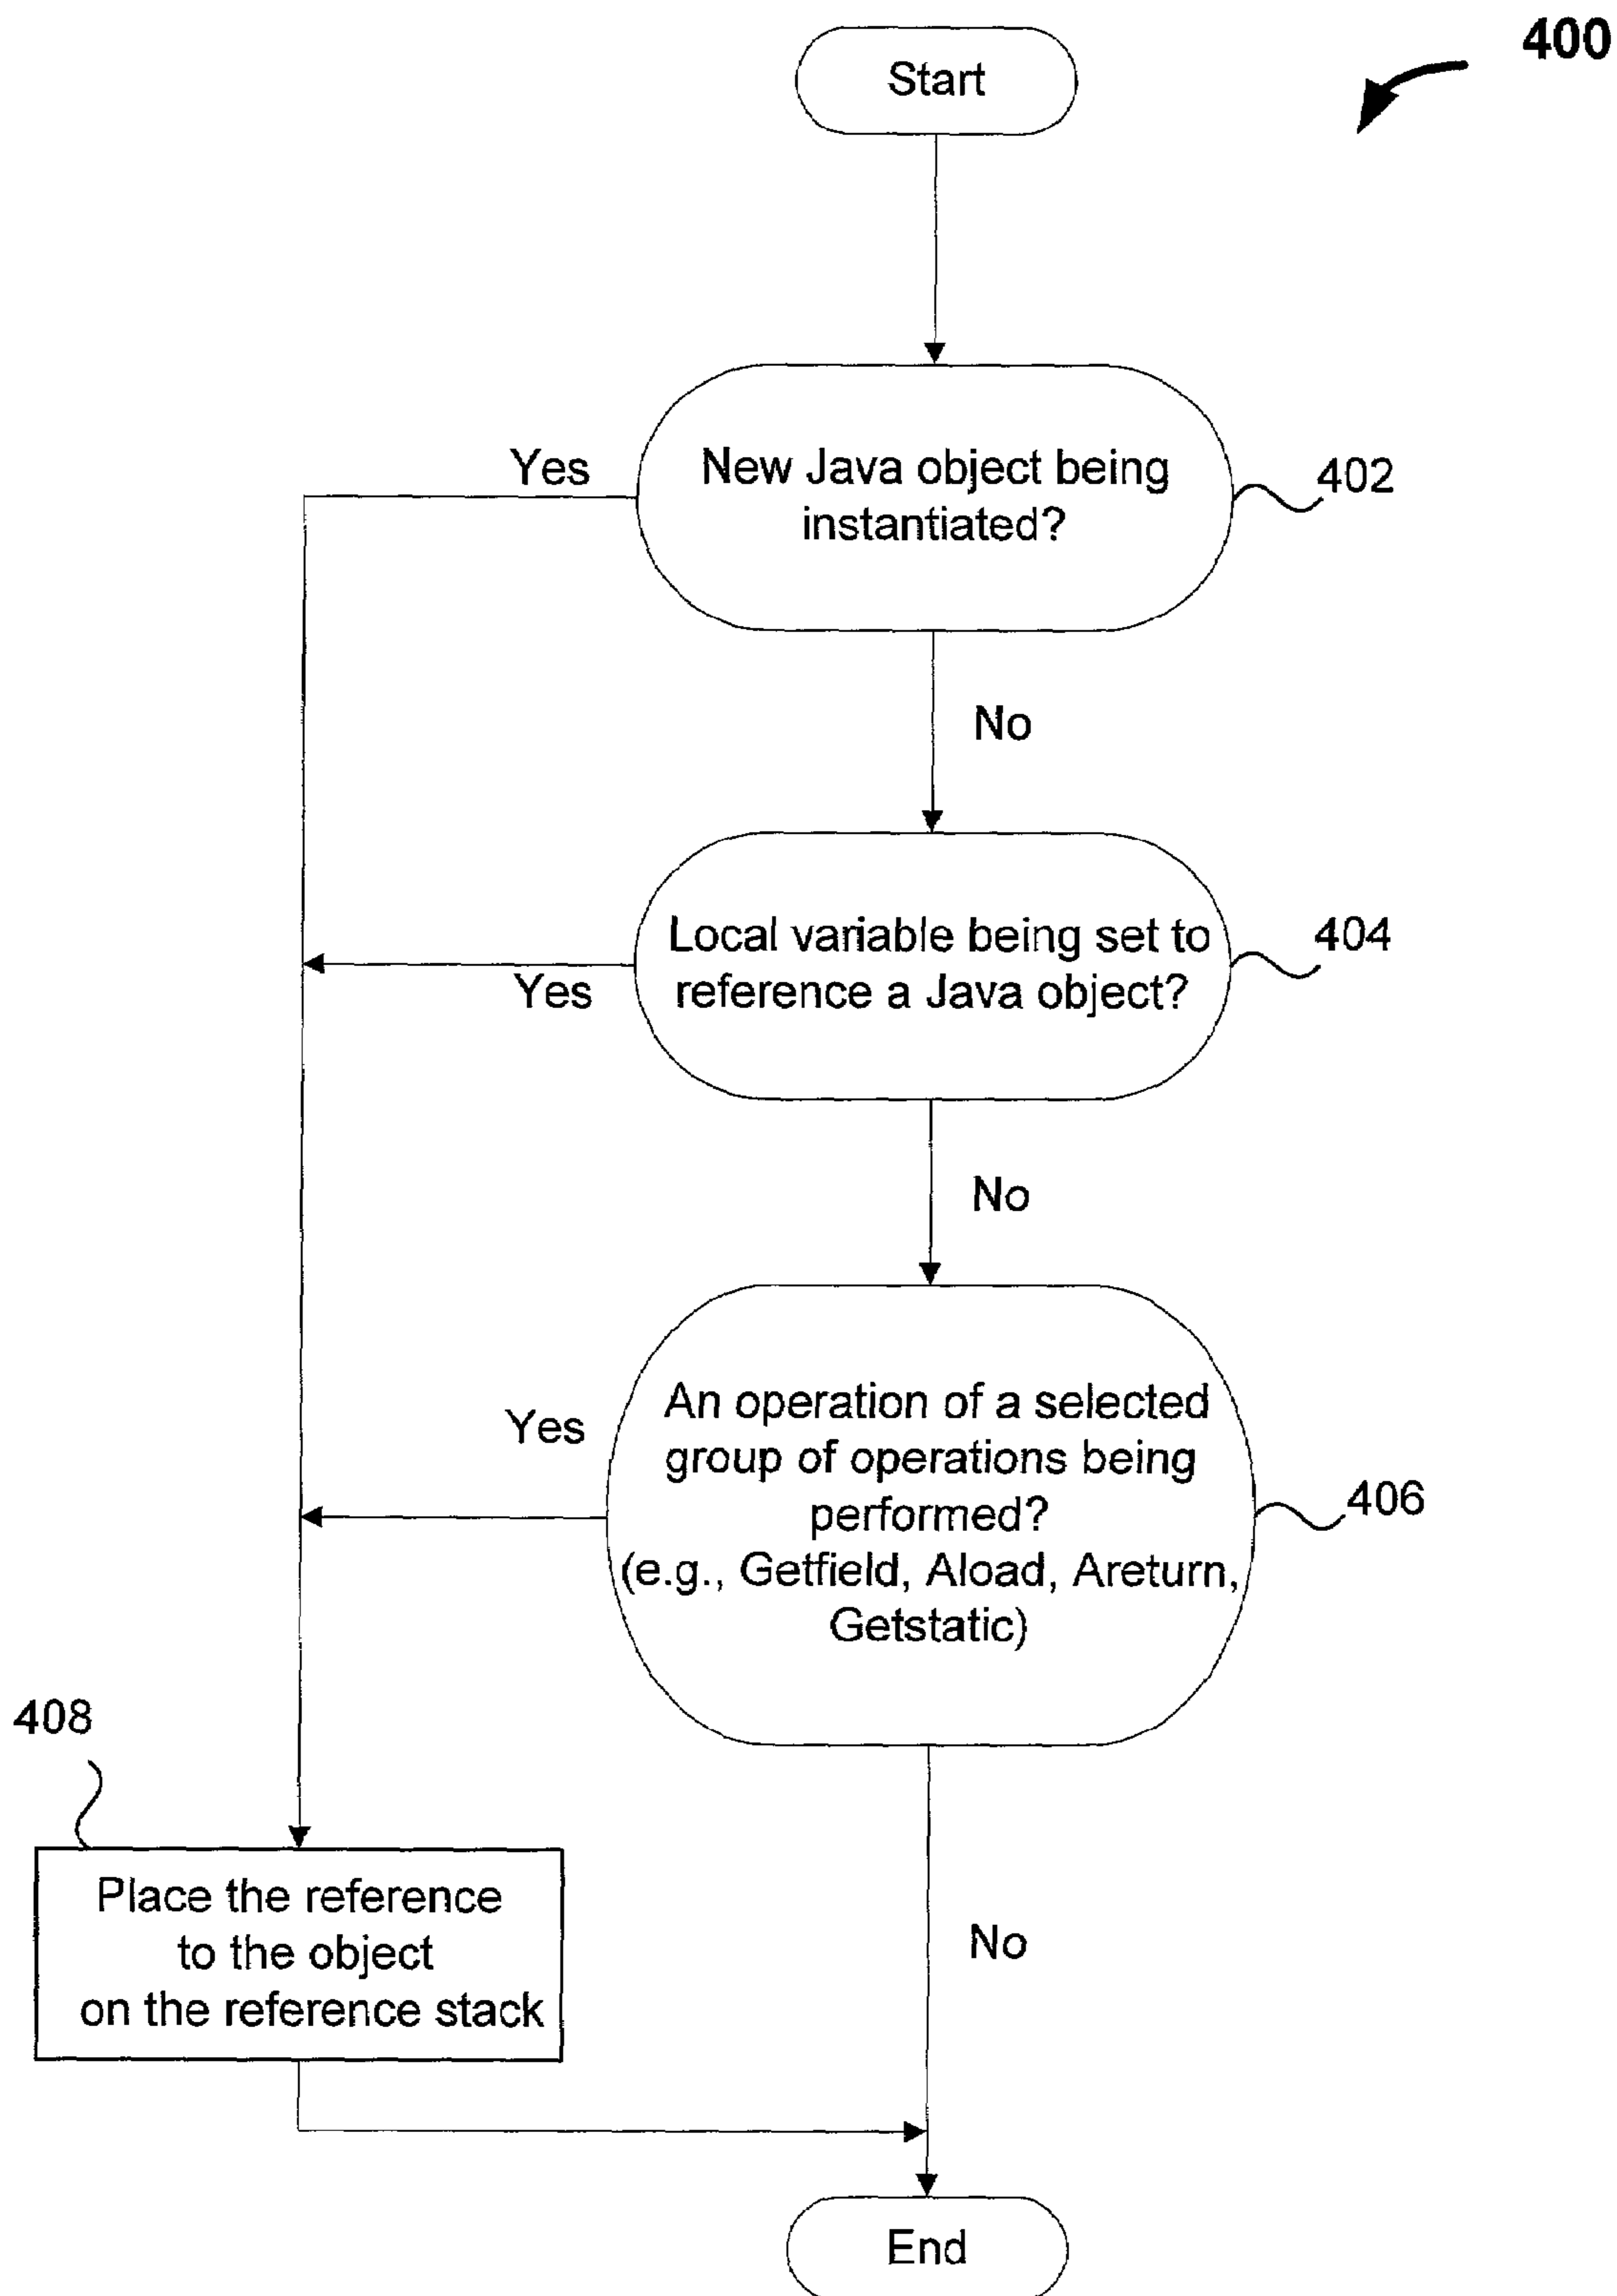 400
Start
Yes
New Java object being
instantiated?
402
No
Local variable being set to
reference a Java object?
404
Yes
No
An operation of a selected
group of operations being
performed?
(e.g., Getfield, Aload, Areturn,
Getstatic)
Yes
406
408
Place the reference
to the object
on the reference stack
No
End